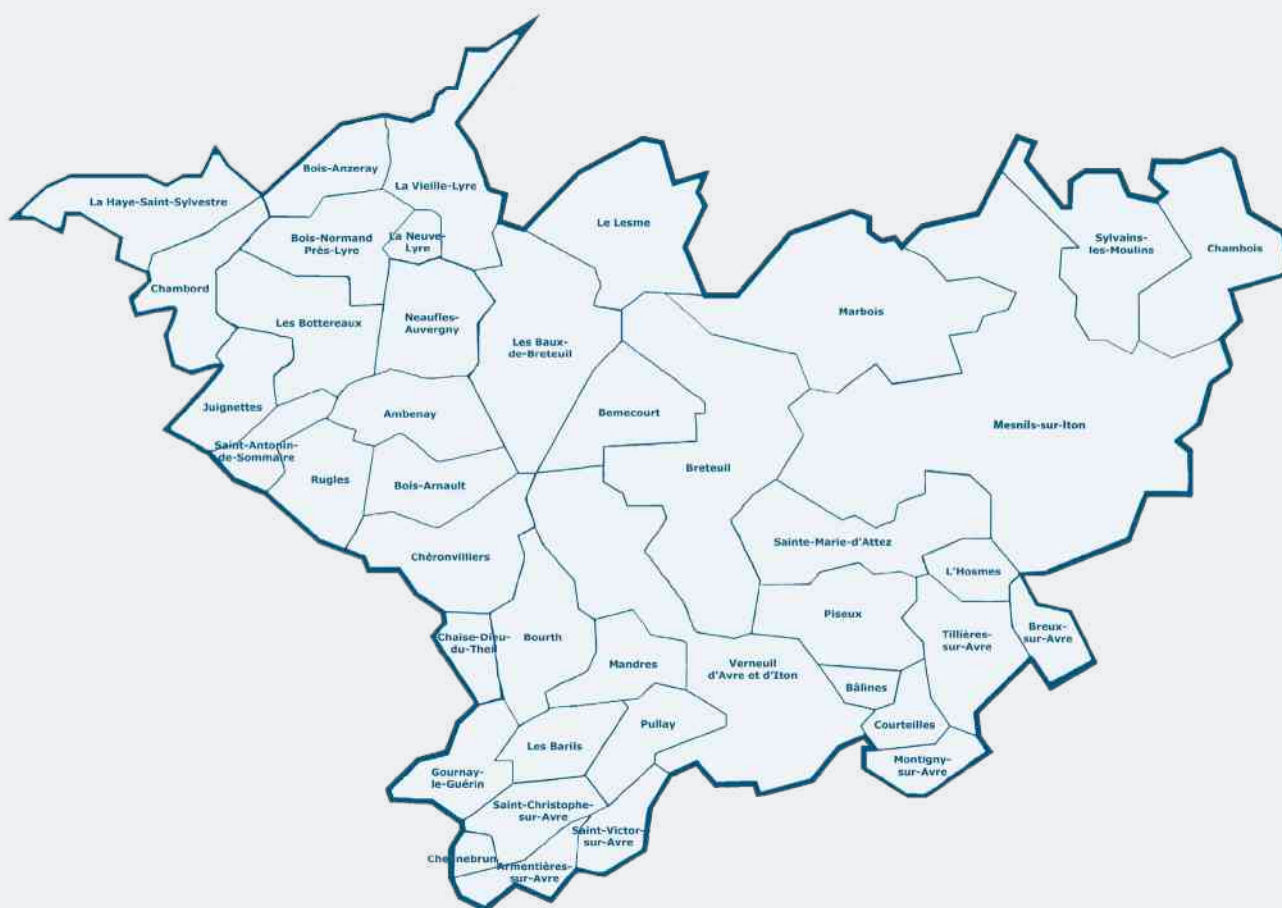 Bois-Anzeray
La Vieille-Lyre
La Haye-Saint-Sylvestre
Le Lesme
La Neuve-
Lyre
Bois-Normand
Près-Lyre
Sylvains-
les-Moulins
Chambois
Chambord
Marbois
Les Bottereaux
Neaufles-
Auvergny
Les Baux-
de-Breteuil
Juignettes
Ambenay
Bemecourt
Mesnils-sur-Iton
Saint-Antonin-
de-Sommaire
Rugles
Bois-Arnault
Breteuil
Sainte-Marie-d'Attez
Chéronvilliers
L'Hosmes
Piseux
Chaise-Dieu-
du-Theil
Bourth
Tillières-
sur-Avre
Breux-
sur-Avre
Mandres
Verneuil
d'Avre et d'Iton
Bâlines
Pullay
Courteilles
Les Barils
Gournay-
le-Guérin
Montigny-
sur-Avre
Saint-Christophe-
sur-Avre
Saint-Victor-
sur-Avre
Chennebrun
Armentières-
sur-Avre